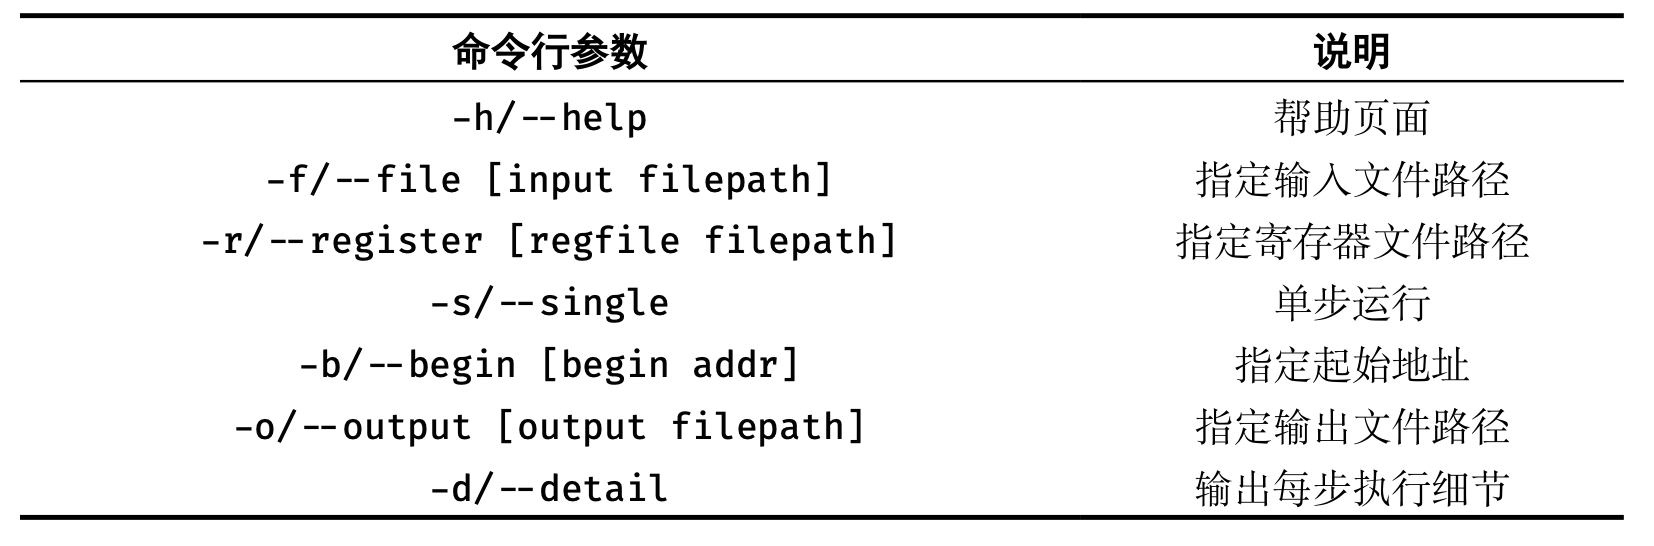 命令行参数 说明
-h/--help 帮助页面
-f/--file [input filepath] 指定输入文件路径
-r/--register [regfile filepath] 指定寄存器文件路径
-s/--single 单步运行
-b/--begin [begin addr] 指定起始地址
-o/--output [output filepath] 指定输出文件路径
-d/--detail 输出每步执行细节